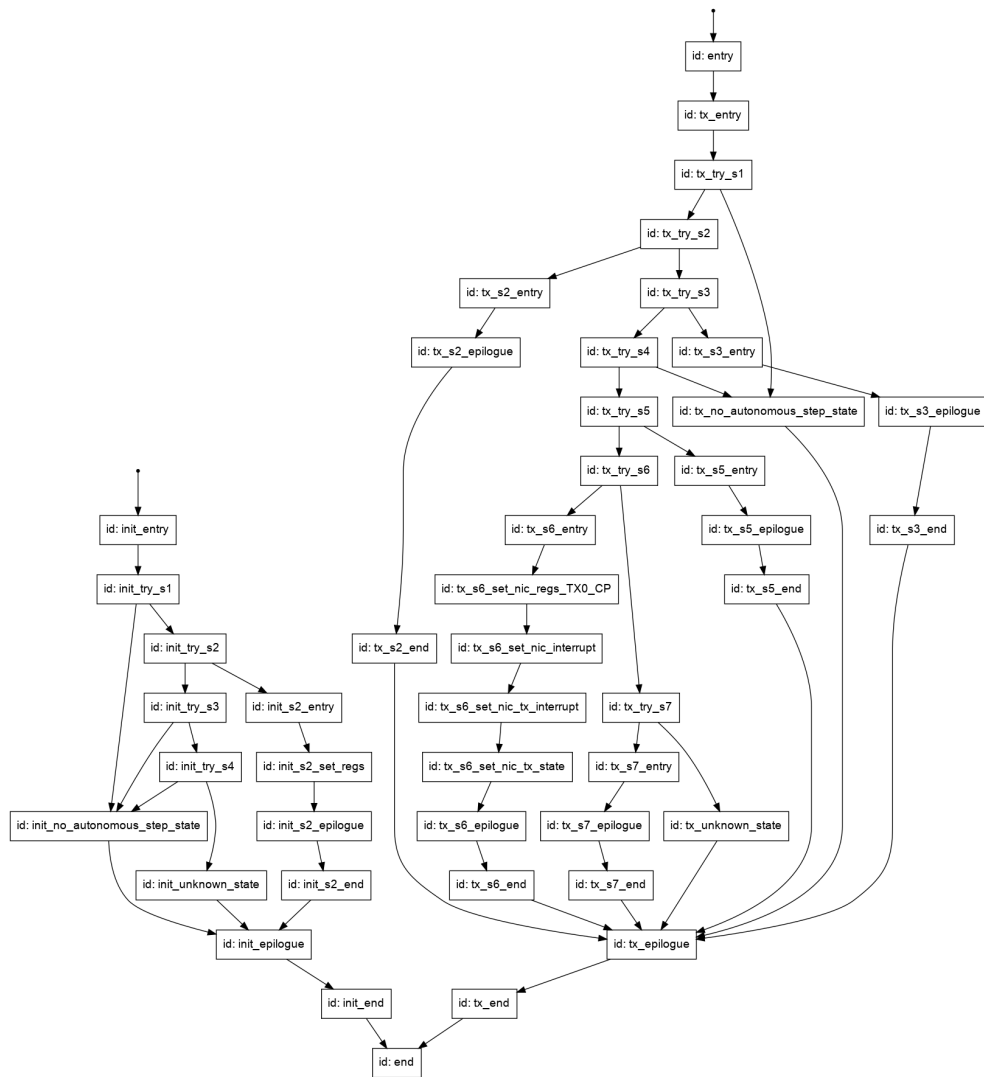 id: entry
id: tx_entry
id: tx_try_s1
id: tx_try_s2
id: tx_s2_entry
id: tx_try_s3
id: tx_s2_epilogue
id: tx_try_s4
id: tx_s3_entry
id: tx_try_s5
id: tx_no_autonomous_step_state
id: tx_s3_epilogue
id: tx_try_s6
id: tx_s5_entry
id: init_entry
id: tx_s6_entry
id: tx_s5_epilogue
id: tx_s3_end
id: init_try_s1
id: tx_s6_set_nic_regs_TX0_CP
id: tx_s5_end
id: init_try_s2
id: tx_s2_end
id: tx_s6_set_nic_interrupt
id: init_try_s3
id: init_s2_entry
id: tx_s6_set_nic_tx_interrupt
id: tx_try_s7
id: init_try_s4
id: init_s2_set_regs
id: tx_s6_set_nic_tx_state
id: tx_s7_entry
id: init_no_autonomous_step_state
id: init_s2_epilogue
id: tx_s6_epilogue
id: tx_s7_epilogue
id: tx_unknown_state
id: init_unknown_state
id: init_s2_end
id: tx_s6_end
id: tx_s7_end
id: init_epilogue
id: tx_epilogue
id: init_end
id: tx_end
id: end